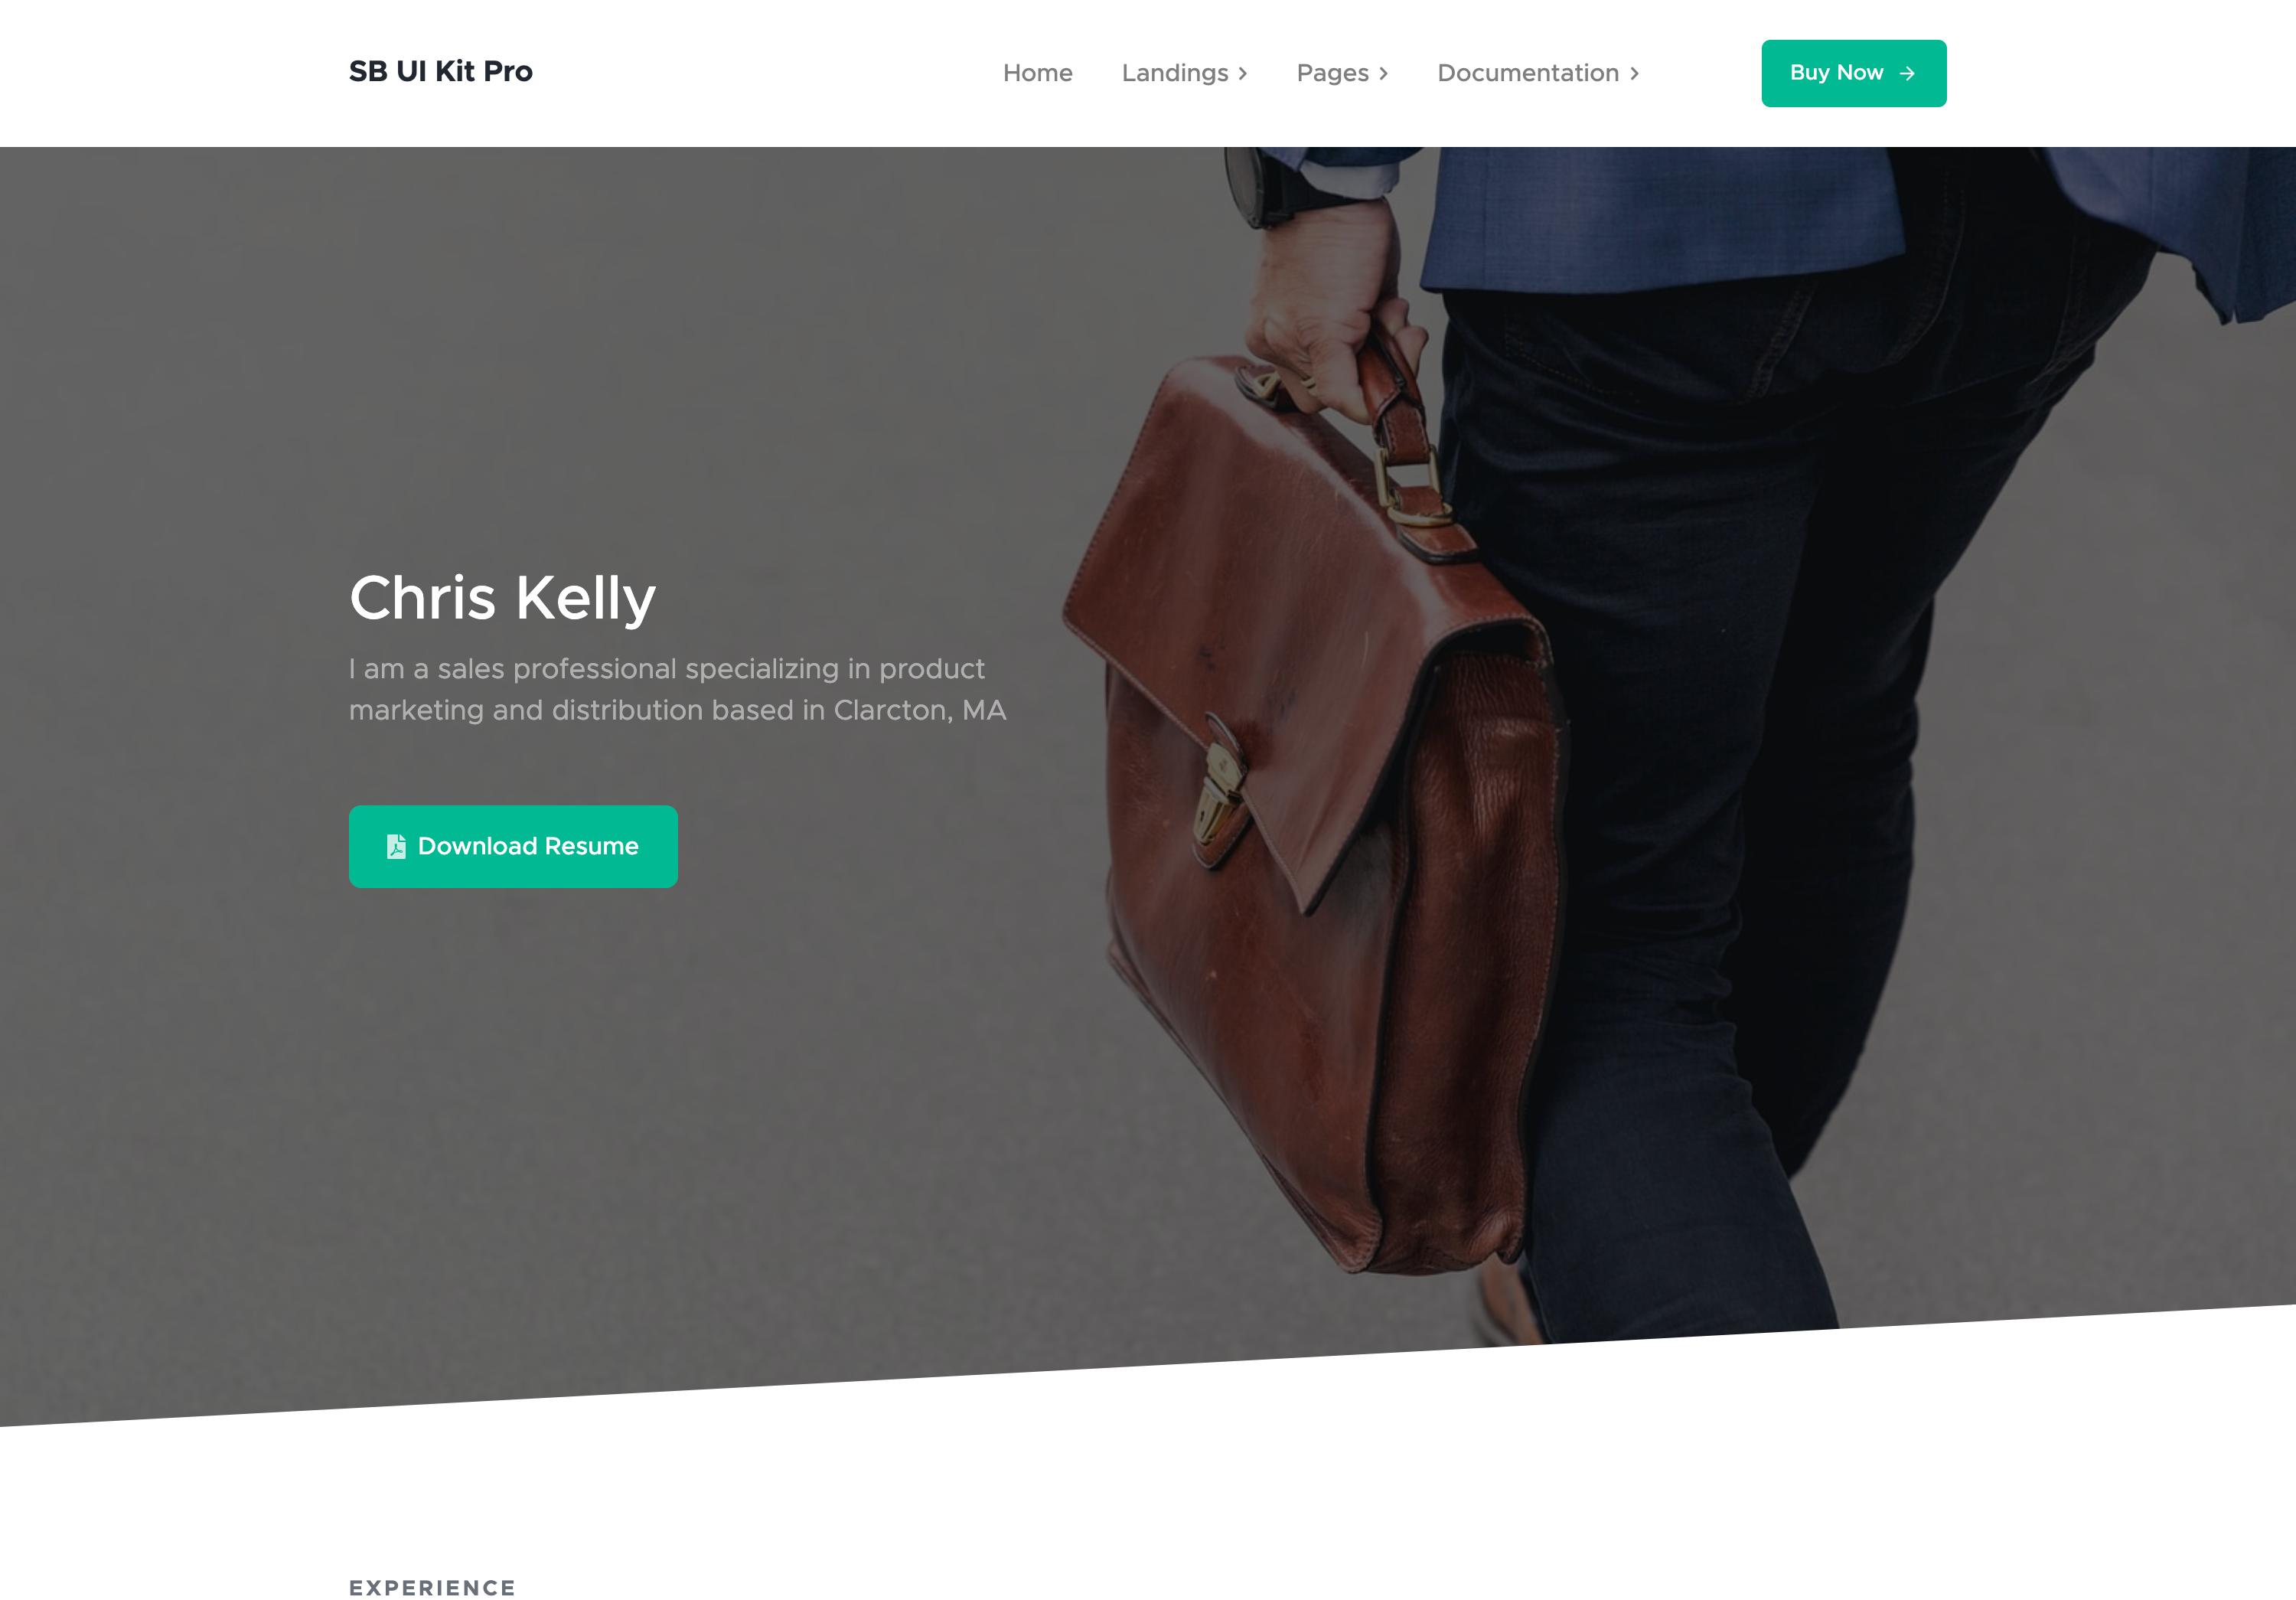 SB UI Kit Pro
Home
Landings
Pages
Documentation
Buy Now
Chris Kelly
I am a sales professional specializing in product
marketing and distribution based in Clarcton, MA
Download Resume
EXPERIENCE